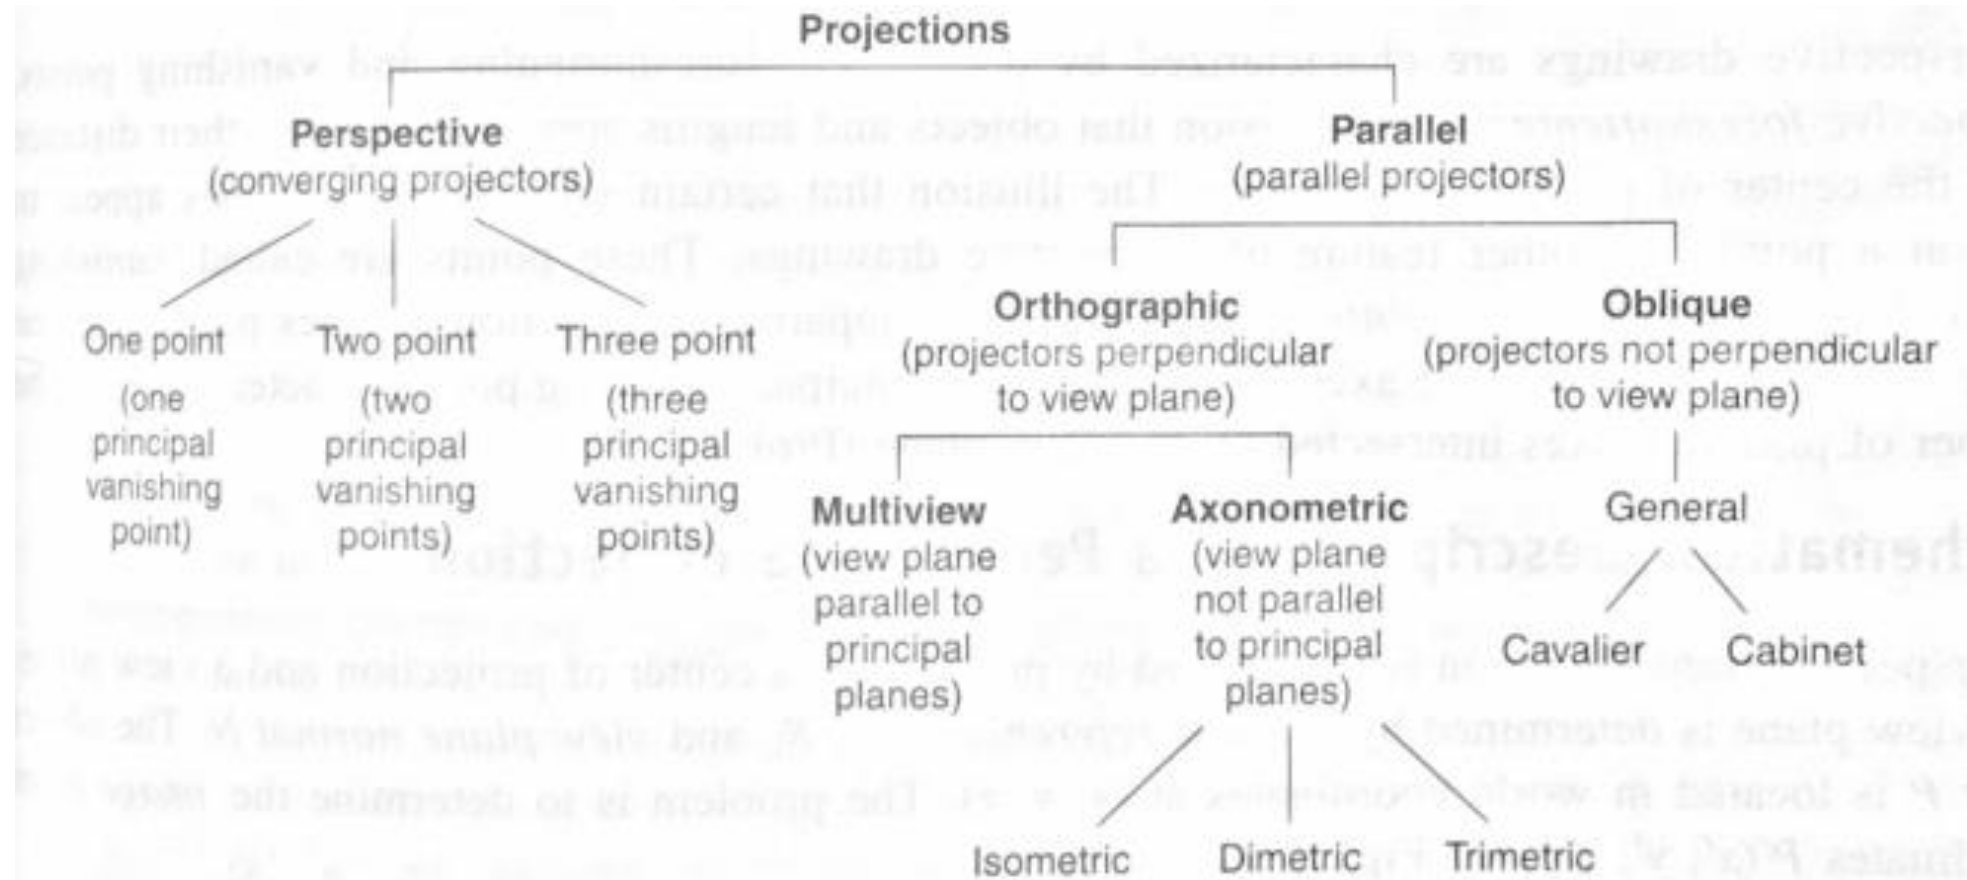 Projections
Perspective
(converging projectors)
Parallel
(parallel projectors)
One point
(one
principal
vanishing
point)
Two point
(two
principal
vanishing
points)
Three point
(three
principal
vanishing
points)
Orthographic
(projectors perpendicular
to view plane)
Oblique
(projectors not perpendicular
to view plane)
Multiview
(view plane
parallel to
principal
planes)
Axonometric
(view plane
not parallel
to principal
planes)
General
Cavalier
Cabinet
Isometric
Dimetric
Trimetric